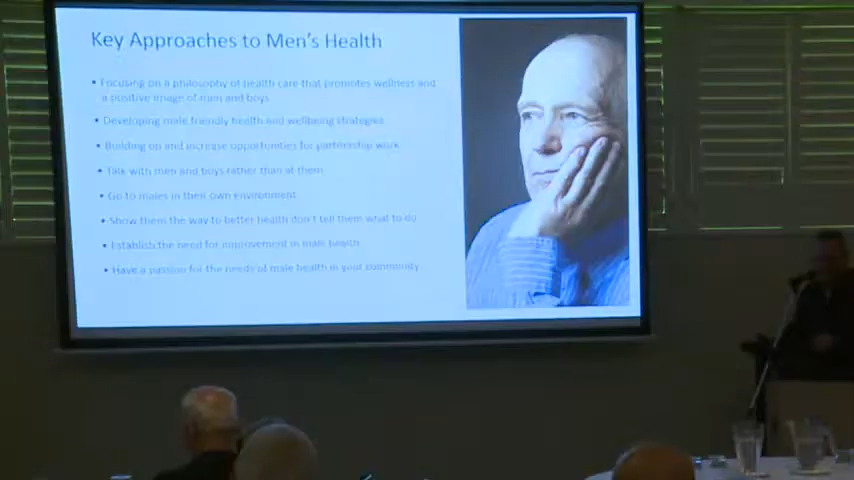 Key Approaches to Men's Health
• Focusing on a philosophy of health care that promotes wellness and
a positive image of men and boys
• Developing male friendly health and wellbeing strategies
• Building on and increase opportunities for partnership work
• Talk with men and boys rather than at them
• Go to males in their own environment
• Show them the way to better health don't tell them what to do
• Establish the need for improvement in male health
• Have a passion for the needs of male health in your community